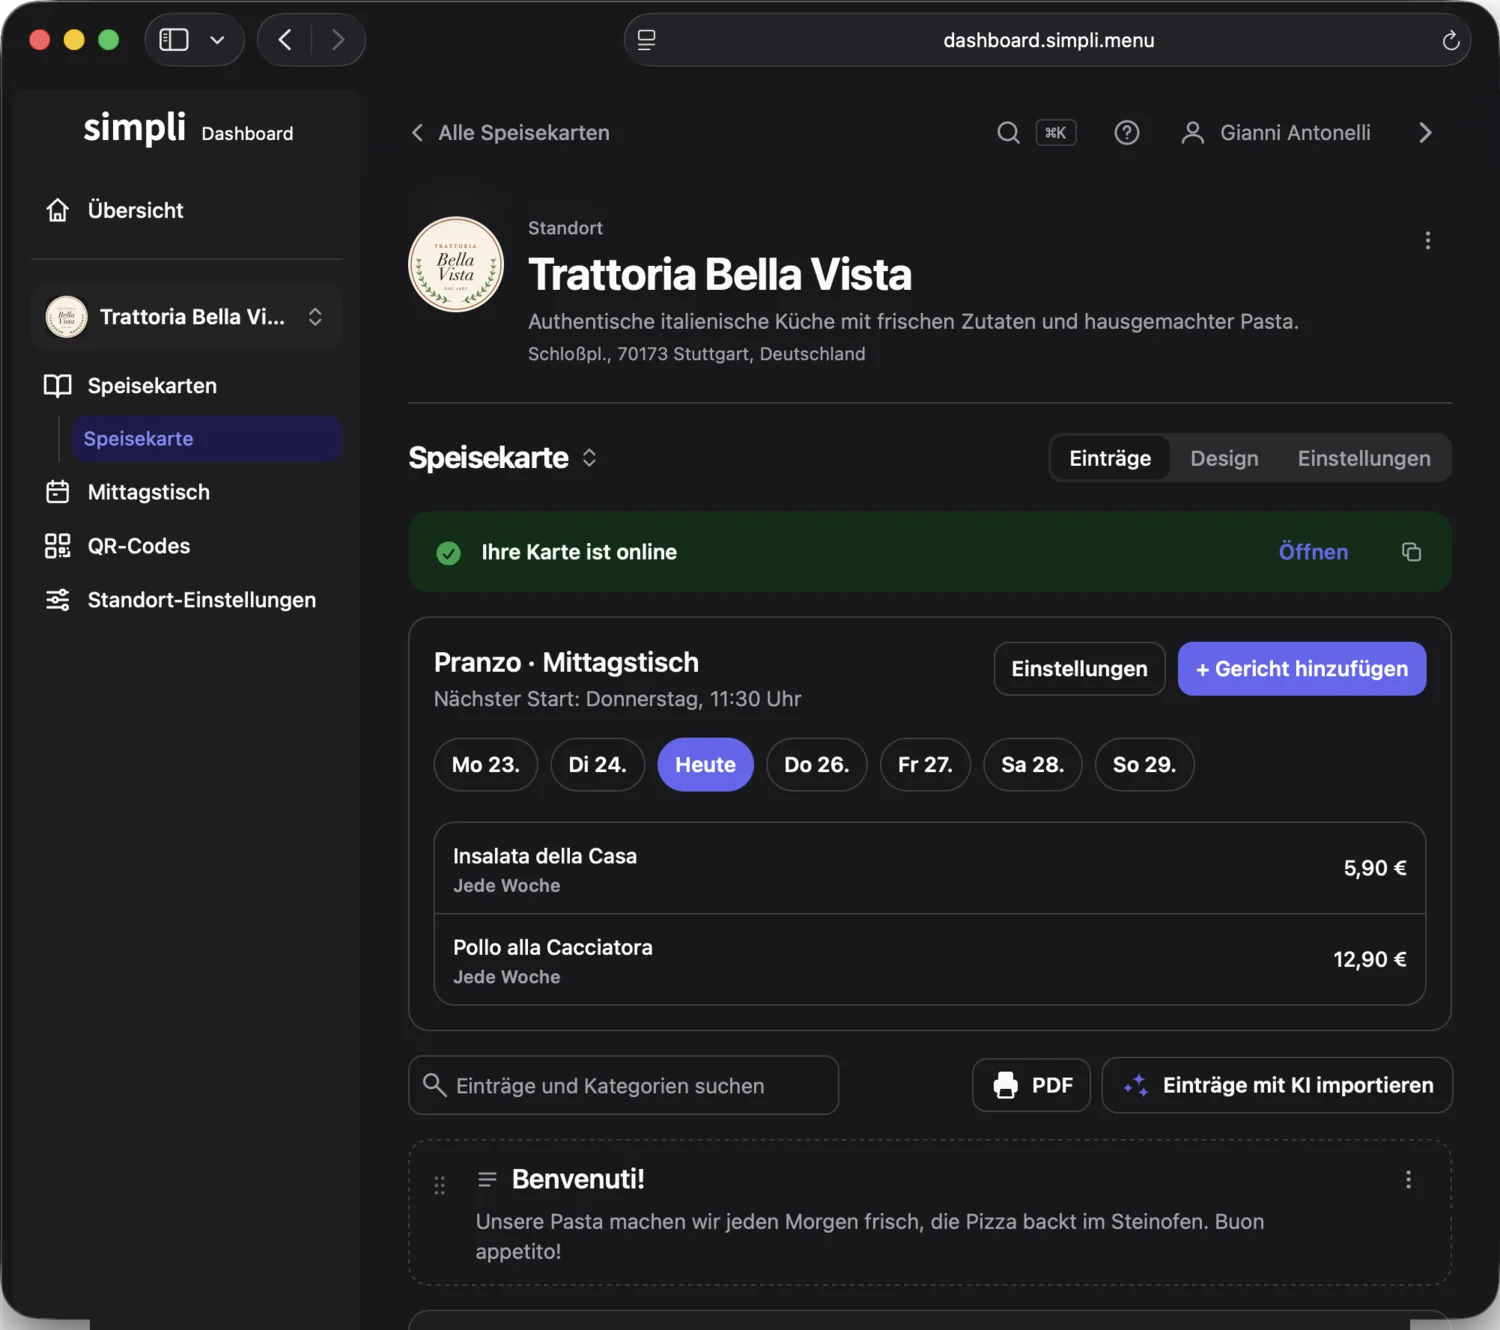 dashboard.simpli.menu
simpli Dashboard
Alle Speisekarten
⌘K
Gianni Antonelli
Übersicht
Trattoria Bella Vi...
Speisekarten
Speisekarte
Mittagstisch
QR-Codes
Standort-Einstellungen
TRATTORIA
Bella
Vista
Standort
Trattoria Bella Vista
Authentische italienische Küche mit frischen Zutaten und hausgemachter Pasta.
Schloßpl., 70173 Stuttgart, Deutschland
Speisekarte
Einträge Design Einstellungen
Ihre Karte ist online
Öffnen
Pranzo · Mittagstisch
Nächster Start: Donnerstag, 11:30 Uhr
Einstellungen
+ Gericht hinzufügen
Mo 23. Di 24. Heute Do 26. Fr 27. Sa 28. So 29.
Insalata della Casa
Jede Woche
5,90 €
Pollo alla Cacciatora
Jede Woche
12,90 €
Einträge und Kategorien suchen
PDF
Einträge mit KI importieren
Benvenuti!
Unsere Pasta machen wir jeden Morgen frisch, die Pizza backt im Steinofen. Buon
appetito!